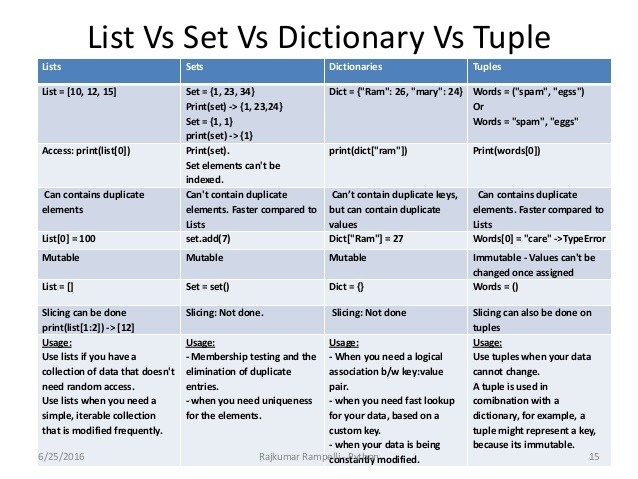 List Vs Set Vs Dictionary Vs Tuple
Lists
Sets
Dictionaries
Tuples
List = [10, 12, 15]
Set = {1, 23, 34}
Print(set) -> {1, 23,24}
Set = {1, 1}
print(set) -> {1}
Dict = {"Ram": 26, "mary": 24}
Words = ("spam", "egss")
Or
Words = "spam", "eggs"
Access: print(list[0])
Print(set).
Set elements can't be
indexed.
print(dict["ram"])
Print(words[0])
Can contains duplicate
elements
Can't contain duplicate
elements. Faster compared to
Lists
Can't contain duplicate keys,
but can contain duplicate
values
Can contains duplicate
elements. Faster compared to
Lists
List[0] = 100
set.add(7)
Dict["Ram"] = 27
Words[0] = "care" ->TypeError
Mutable
Mutable
Mutable
Immutable - Values can't be
changed once assigned
List = []
Set = set()
Dict = {}
Words = ()
Slicing can be done
print(list[1:2]) -> [12]
Slicing: Not done.
Slicing: Not done
Slicing can also be done on
tuples
Usage:
Use lists if you have a
collection of data that doesn't
need random access.
Use lists when you need a
simple, iterable collection
that is modified frequently.
Usage:
- Membership testing and the
elimination of duplicate
entries.
- when you need uniqueness
for the elements.
Usage:
- When you need a logical
association b/w key:value
pair.
- when you need fast lookup
for your data, based on a
custom key.
- when your data is being
constantly modified.
Usage:
Use tuples when your data
cannot change.
A tuple is used in
comibnation with a
dictionary, for example, a
tuple might represent a key,
because its immutable.
6/25/2016
Rajkumar Rampelli - Python
15